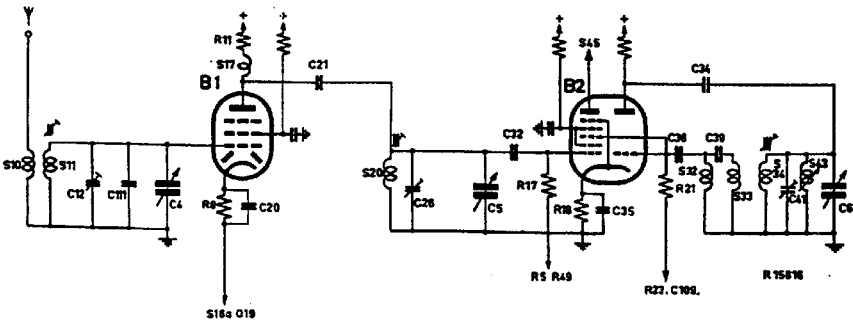 R11
S17
B1
C21
S45
B2
C34
S10
S11
C12
C111
C4
R8
C20
S20
C26
C5
C32
R17
R18
C35
R21
C36
C39
S32
S33
S34
C41
S43
C6
S16a C19
R5 R49
R23. C109.
R15616